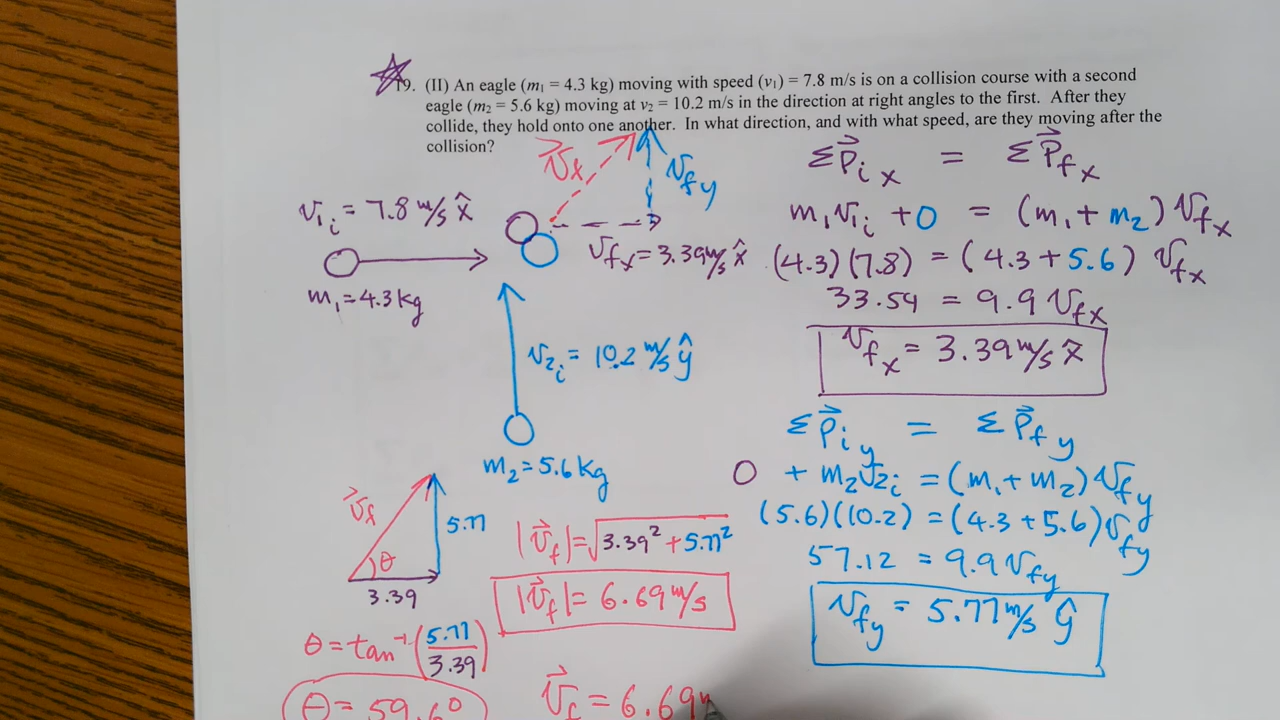 19. (II) An eagle (m₁ = 4.3 kg) moving with speed (v₁) = 7.8 m/s is on a collision course with a second
eagle (m₂ = 5.6 kg) moving at v₂ = 10.2 m/s in the direction at right angles to the first. After they
collide, they hold onto one another. In what direction, and with what speed, are they moving after the
collision?
v⃗f
vfy
v₁ᵢ = 7.8 m/s x̂
m₁ = 4.3 kg
vfx = 3.39 m/s x̂
v₂ᵢ = 10.2 m/s ŷ
m₂ = 5.6 kg
Σp⃗ix = Σp⃗fx
m₁v₁ᵢ + 0 = (m₁ + m₂) vfx
(4.3)(7.8) = (4.3 + 5.6) vfx
33.54 = 9.9 vfx
vfx = 3.39 m/s x̂
Σp⃗iy = Σp⃗fy
0 + m₂v₂ᵢ = (m₁ + m₂) vfy
(5.6)(10.2) = (4.3 + 5.6) vfy
57.12 = 9.9 vfy
vfy = 5.77 m/s ŷ
v⃗f
θ
5.77
3.39
|v⃗f| = √3.39² + 5.77²
|v⃗f| = 6.69 m/s
θ = tan⁻¹(5.77/3.39)
θ = 59.6°
v⃗f = 6.69